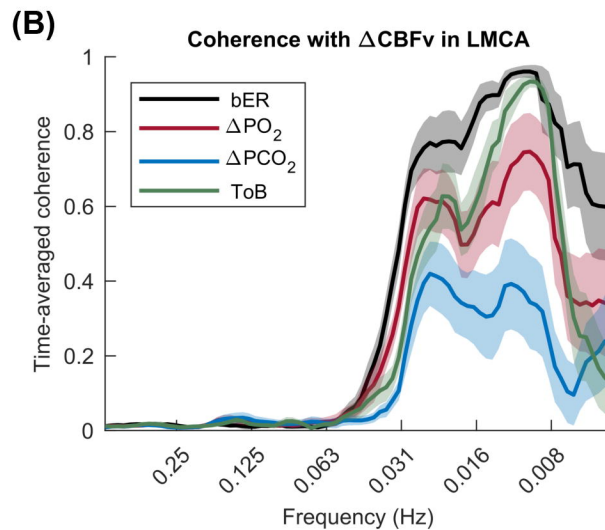 (B)
Coherence with ΔCBFv in LMCA
1
0.8
0.6
0.4
0.2
0
Time-averaged coherence
bER
ΔPO₂
ΔPCO₂
ToB
0.25
0.125
0.063
0.031
0.016
0.008
Frequency (Hz)